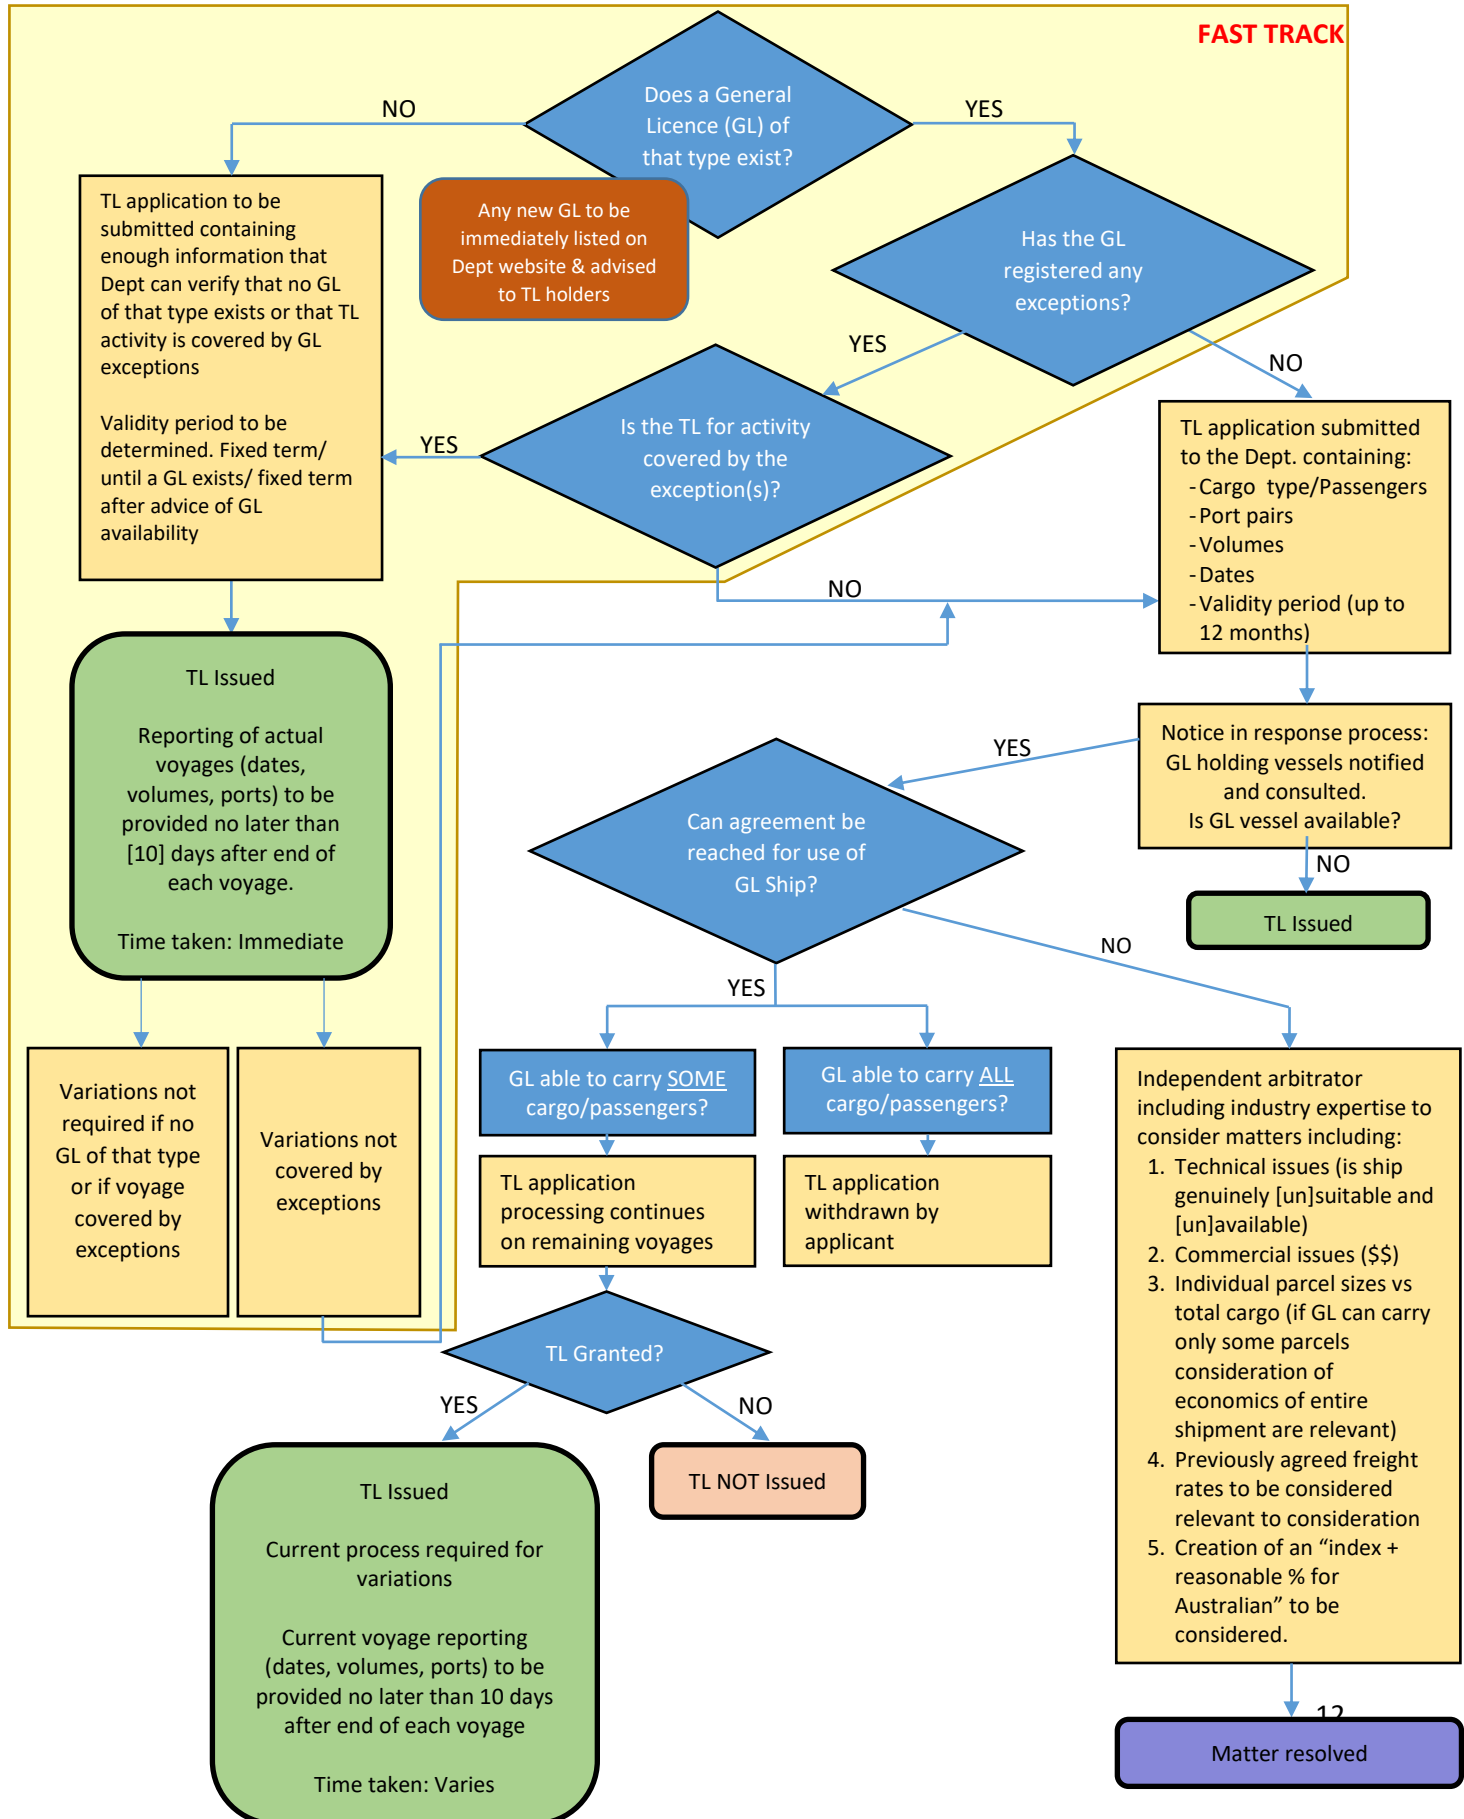 FAST TRACK
Does a General
Licence (GL) of
that type exist?
NO
YES
Any new GL to be
immediately listed on
Dept website & advised
to TL holders
TL application to be
submitted containing
enough information that
Dept can verify that no GL
of that type exists or that TL
activity is covered by GL
exceptions
Validity period to be
determined. Fixed term/
until a GL exists/ fixed term
after advice of GL
availability
Has the GL
registered any
exceptions?
YES
NO
Is the TL for activity
covered by the
exception(s)?
YES
NO
TL application submitted
to the Dept. containing:
- Cargo type/Passengers
- Port pairs
- Volumes
- Dates
- Validity period (up to
12 months)
TL Issued
Reporting of actual
voyages (dates,
volumes, ports) to be
provided no later than
[10] days after end of
each voyage.
Time taken: Immediate
Notice in response process:
GL holding vessels notified
and consulted.
Is GL vessel available?
YES
NO
TL Issued
Can agreement be
reached for use of
GL Ship?
YES
NO
Variations not
required if no
GL of that type
or if voyage
covered by
exceptions
Variations not
covered by
exceptions
GL able to carry SOME
cargo/passengers?
GL able to carry ALL
cargo/passengers?
TL application
processing continues
on remaining voyages
TL application
withdrawn by
applicant
Independent arbitrator
including industry expertise to
consider matters including:
1. Technical issues (is ship
genuinely [un]suitable and
[un]available)
2. Commercial issues ($$)
3. Individual parcel sizes vs
total cargo (if GL can carry
only some parcels
consideration of
economics of entire
shipment are relevant)
4. Previously agreed freight
rates to be considered
relevant to consideration
5. Creation of an “index +
reasonable % for
Australian” to be
considered.
TL Granted?
YES
NO
TL NOT Issued
TL Issued
Current process required for
variations
Current voyage reporting
(dates, volumes, ports) to be
provided no later than 10 days
after end of each voyage
Time taken: Varies
12
Matter resolved